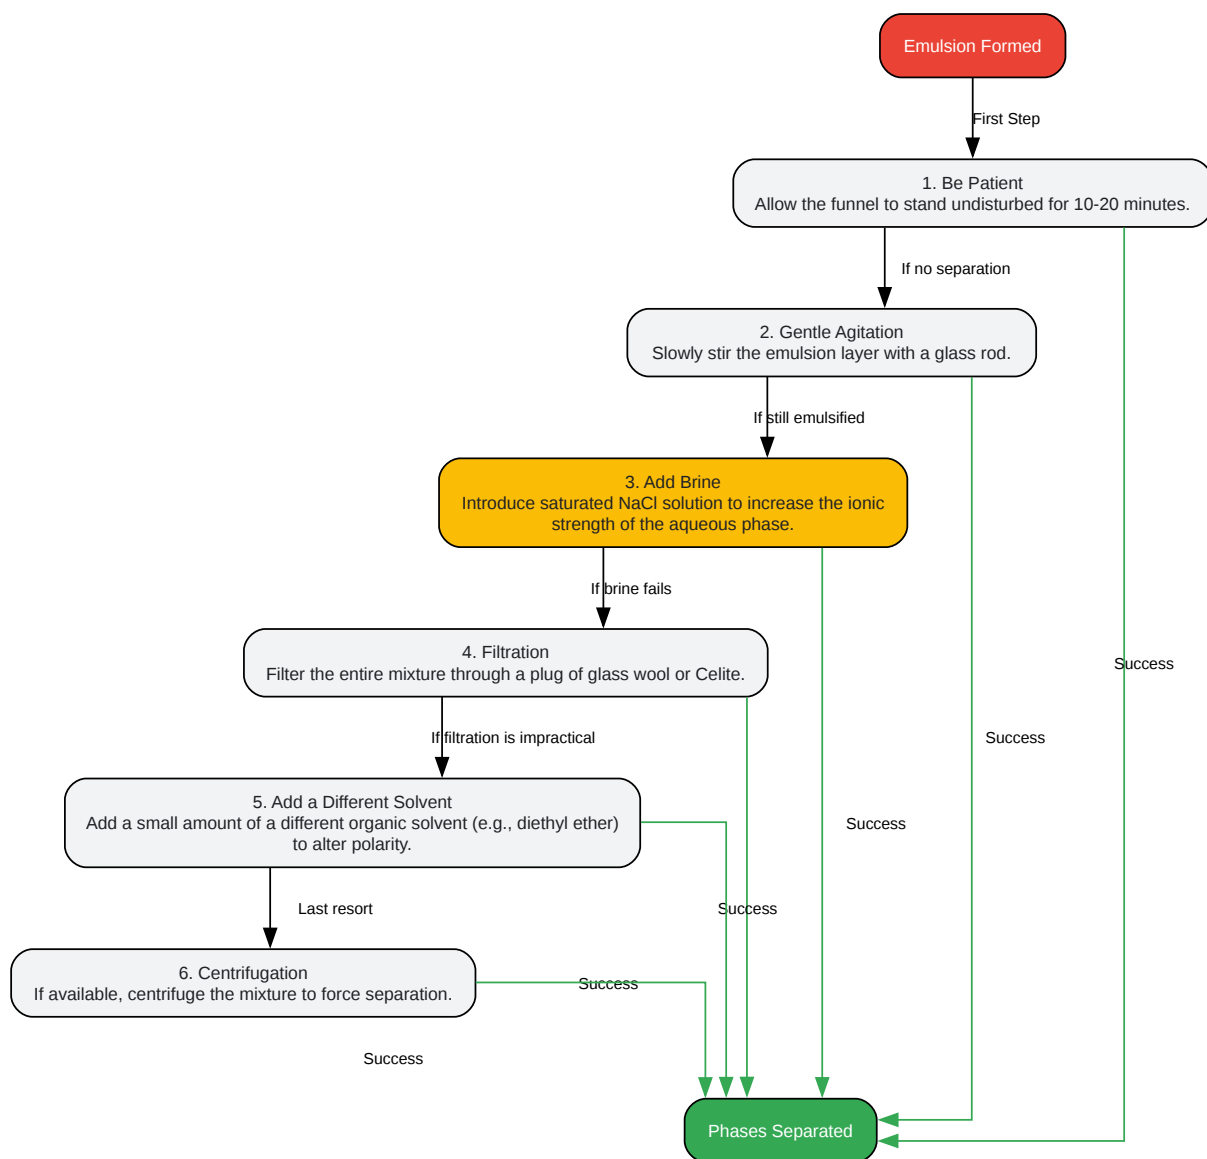 Emulsion Formed
First Step
1. Be Patient
Allow the funnel to stand undisturbed for 10-20 minutes.
If no separation
2. Gentle Agitation
Slowly stir the emulsion layer with a glass rod.
If still emulsified
3. Add Brine
Introduce saturated NaCl solution to increase the ionic
strength of the aqueous phase.
If brine fails
4. Filtration
Filter the entire mixture through a plug of glass wool or Celite.
Success
If filtration is impractical
Success
5. Add a Different Solvent
Add a small amount of a different organic solvent (e.g., diethyl ether)
to alter polarity.
Success
Last resort
Success
6. Centrifugation
If available, centrifuge the mixture to force separation.
Success
Success
Phases Separated